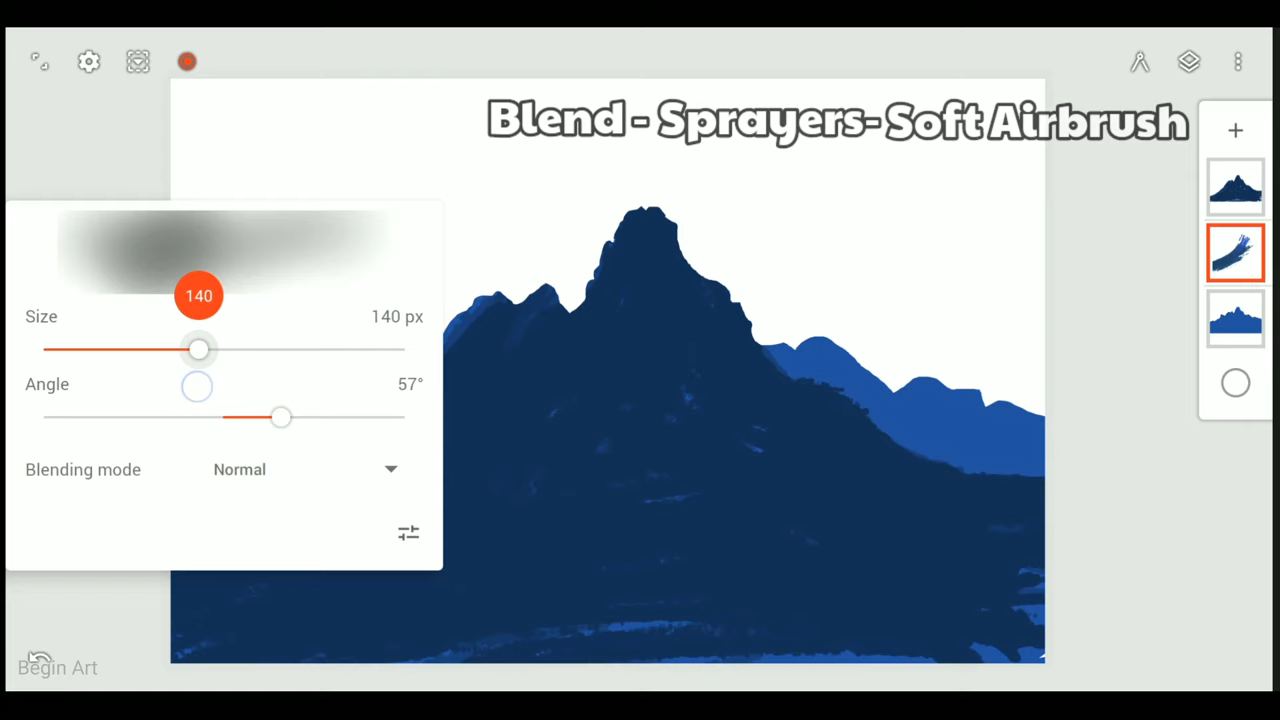 Blend - Sprayers- Soft Airbrush
140
Size 140 px
Angle 57°
Blending mode Normal
Begin Art